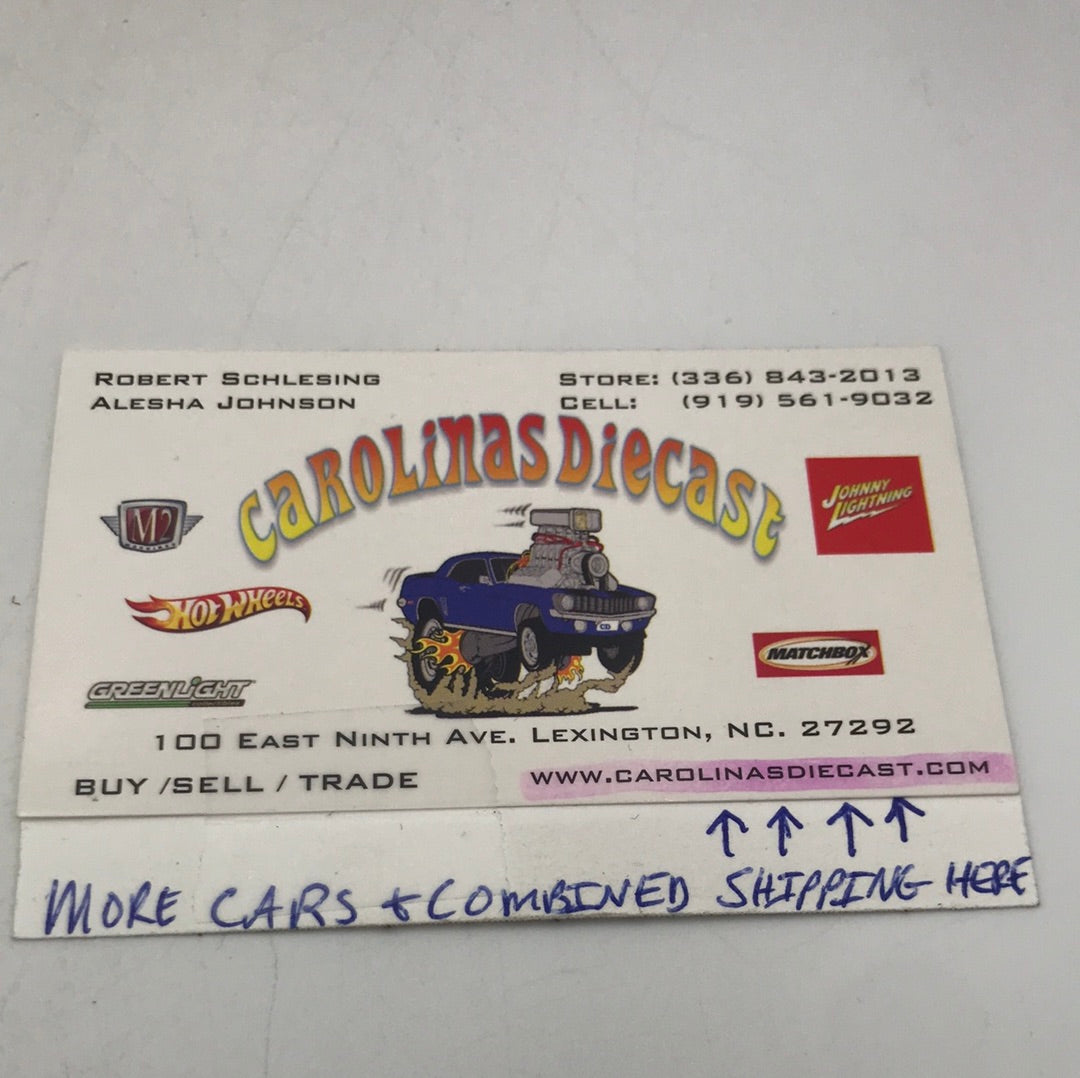 ROBERT SCHLESING
ALESHA JOHNSON
STORE: (336) 843-2013
CELL: (919) 561-9032
CAROLINAS DIECAST
M2
JOHNNY
LIGHTNING
HOT WHEELS
CD
MATCHBOX
GREENLIGHT
collectibles
100 EAST NINTH AVE. LEXINGTON, NC. 27292
BUY /SELL / TRADE
WWW.CAROLINASDIECAST.COM
↑ ↑ ↑ ↑
MORE CARS + COMBINED SHIPPING HERE